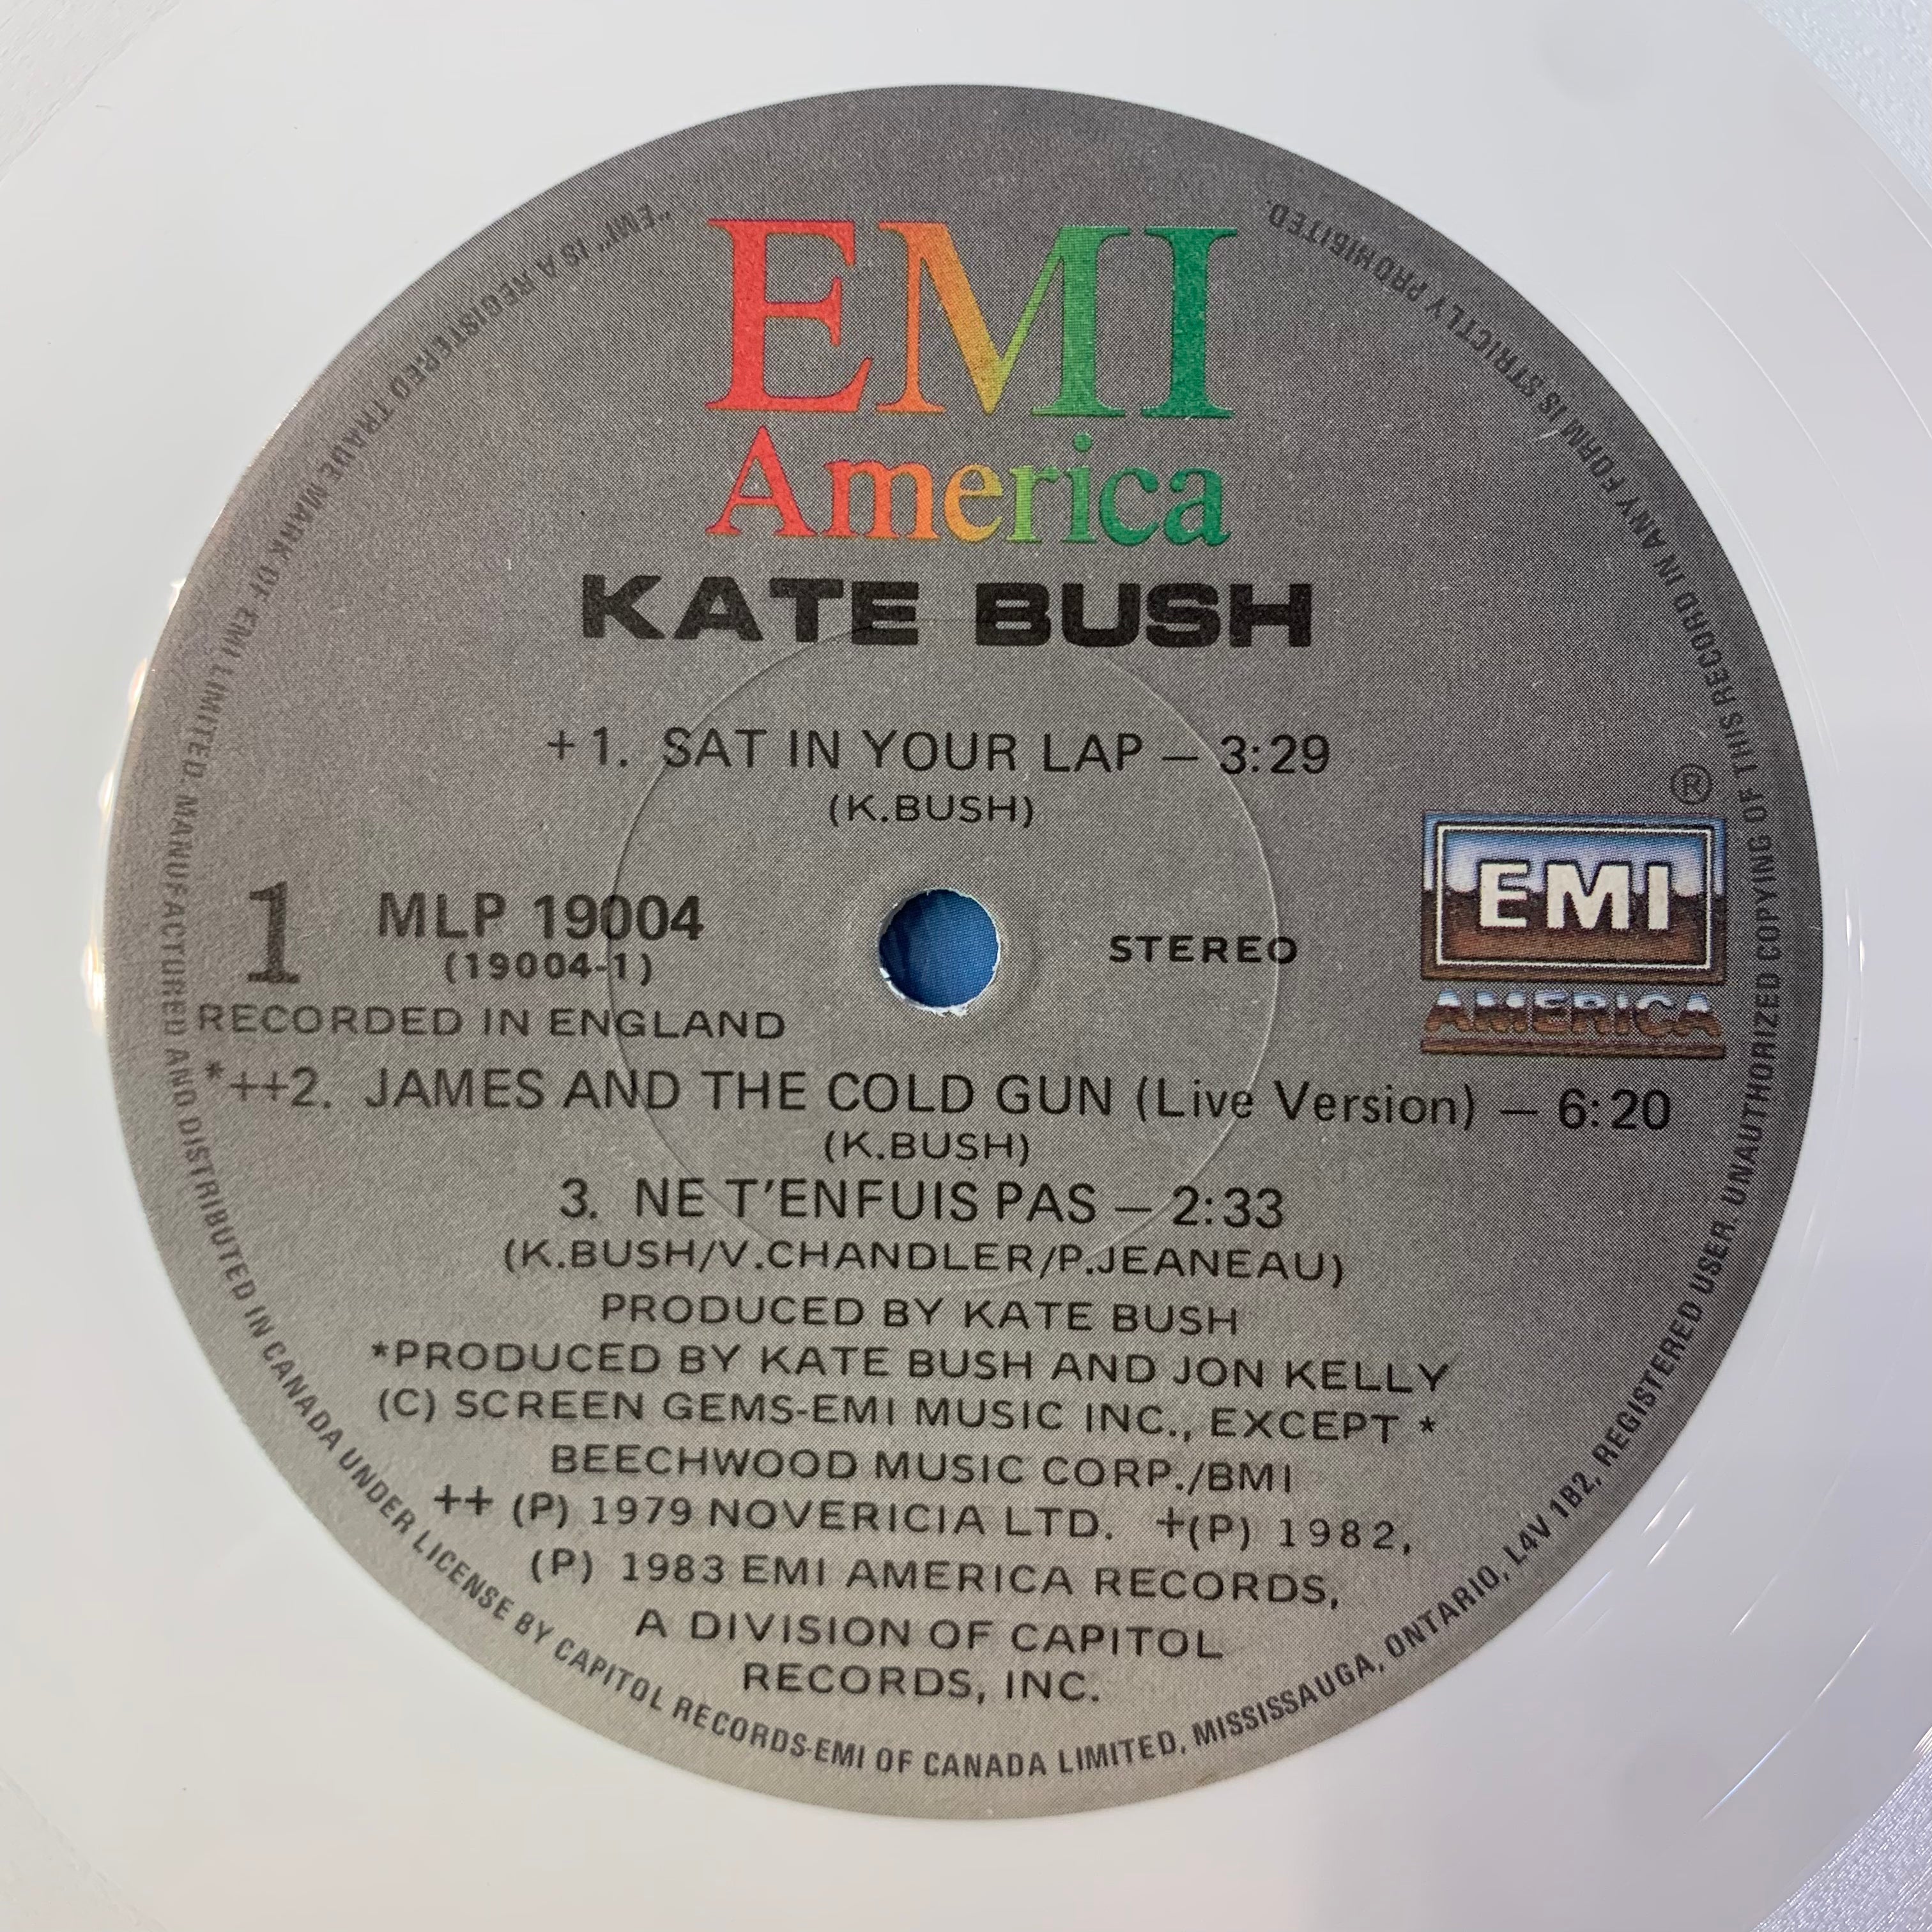 EMI
America
KATE BUSH
+1. SAT IN YOUR LAP — 3:29
(K.BUSH)
1
MLP 19004
(19004-1)
RECORDED IN ENGLAND
STEREO
®
EMI
AMERICA
*++2. JAMES AND THE COLD GUN (Live Version) — 6:20
(K.BUSH)
3. NE T'ENFUIS PAS — 2:33
(K.BUSH/V.CHANDLER/P.JEANEAU)
PRODUCED BY KATE BUSH
*PRODUCED BY KATE BUSH AND JON KELLY
(C) SCREEN GEMS-EMI MUSIC INC., EXCEPT *
BEECHWOOD MUSIC CORP./BMI
++ (P) 1979 NOVERICIA LTD. +(P) 1982,
(P) 1983 EMI AMERICA RECORDS,
A DIVISION OF CAPITOL
RECORDS, INC.
"EMI" IS A REGISTERED TRADE MARK OF EMI LIMITED. MANUFACTURED AND DISTRIBUTED IN CANADA UNDER LICENSE BY CAPITOL RECORDS-EMI OF CANADA LIMITED, MISSISSAUGA, ONTARIO, L4V 1B2, REGISTERED USER. UNAUTHORIZED COPYING OF THIS RECORD IN ANY FORM IS STRICTLY PROHIBITED.